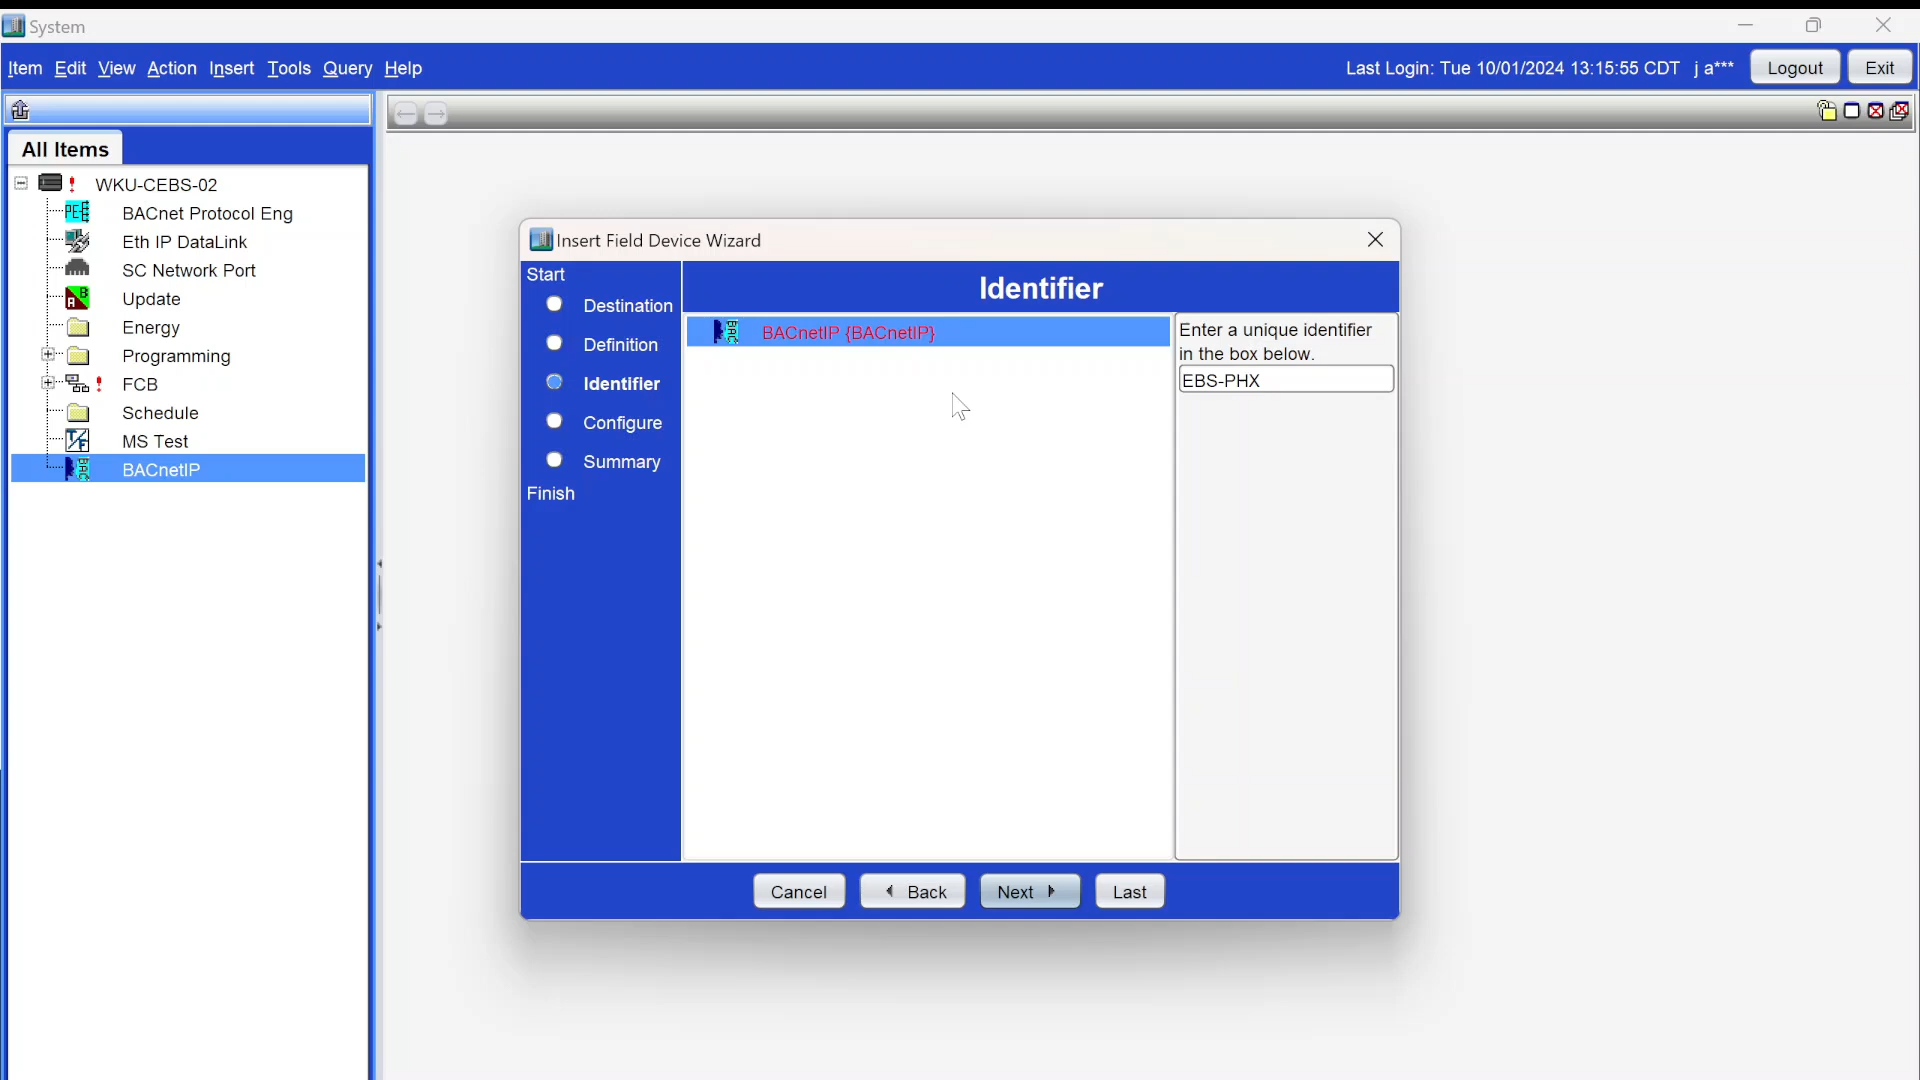 System
Item Edit View Action Insert Tools Query Help
Last Login: Tue 10/01/2024 13:15:55 CDT j a*** Logout Exit
All Items
WKU-CEBS-02
BACnet Protocol Eng
Eth IP DataLink
SC Network Port
Update
Energy
Programming
FCB
Schedule
MS Test
BACnetIP
Insert Field Device Wizard
Start
Destination
Definition
Identifier
Configure
Summary
Finish
Identifier
BACnetIP {BACnetIP}
Enter a unique identifier
in the box below.
EBS-PHX
Cancel Back Next Last